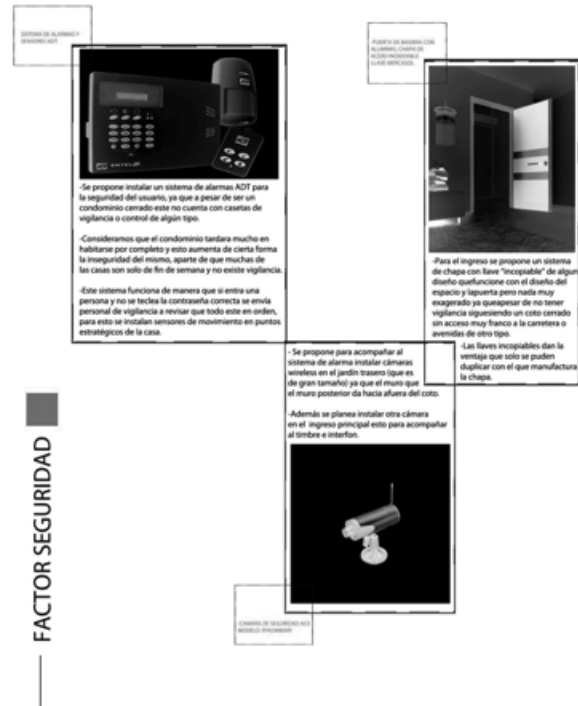 SISTEMA DE ALARMAS Y
SENSORES ADT
-Se propone instalar un sistema de alarmas ADT para
la seguridad del usuario, ya que a pesar de ser un
condominio cerrado este no cuenta con casetas de
vigilancia o control de algún tipo.
-Consideramos que el condominio tardara mucho en
habitarse por completo y esto aumenta de cierta forma
la inseguridad del mismo, aparte de que muchas de
las casas son solo de fin de semana y no existe vigilancia.
-Este sistema funciona de manera que si entra una
persona y no se teclea la contraseña correcta se envía
personal de vigilancia a revisar que todo este en orden,
para esto se instalan sensores de movimiento en puntos
estratégicos de la casa.
-PUERTA DE MADERA CON
ALUMINIO, CHAPA DE
ACERO INOXIDABLE.
LLAVE MERCASOL.
-Para el ingreso se propone un sistema
de chapa con llave "incopiable" de algun
diseño quefuncione con el diseño del
espacio y lapuerta pero nada muy
exagerado ya queapesar de no tener
vigilancia siguesiendo un coto cerrado
sin acceso muy franco a la carretera o
avenidas de otro tipo.
-Las llaves incopiables dan la
ventaja que solo se puden
duplicar con el que manufactura
la chapa.
- Se propone para acompañar al
sistema de alarma instalar cámaras
wireless en el jardín trasero (que es
de gran tamaño) ya que el muro que
el muro posterior da hacia afuera del coto.
-Además se planea instalar otra cámara
en el ingreso principal esto para acompañar
al timbre e interfon.
-CAMARA DE SEGURIDAD
MODELO:
FACTOR SEGURIDAD